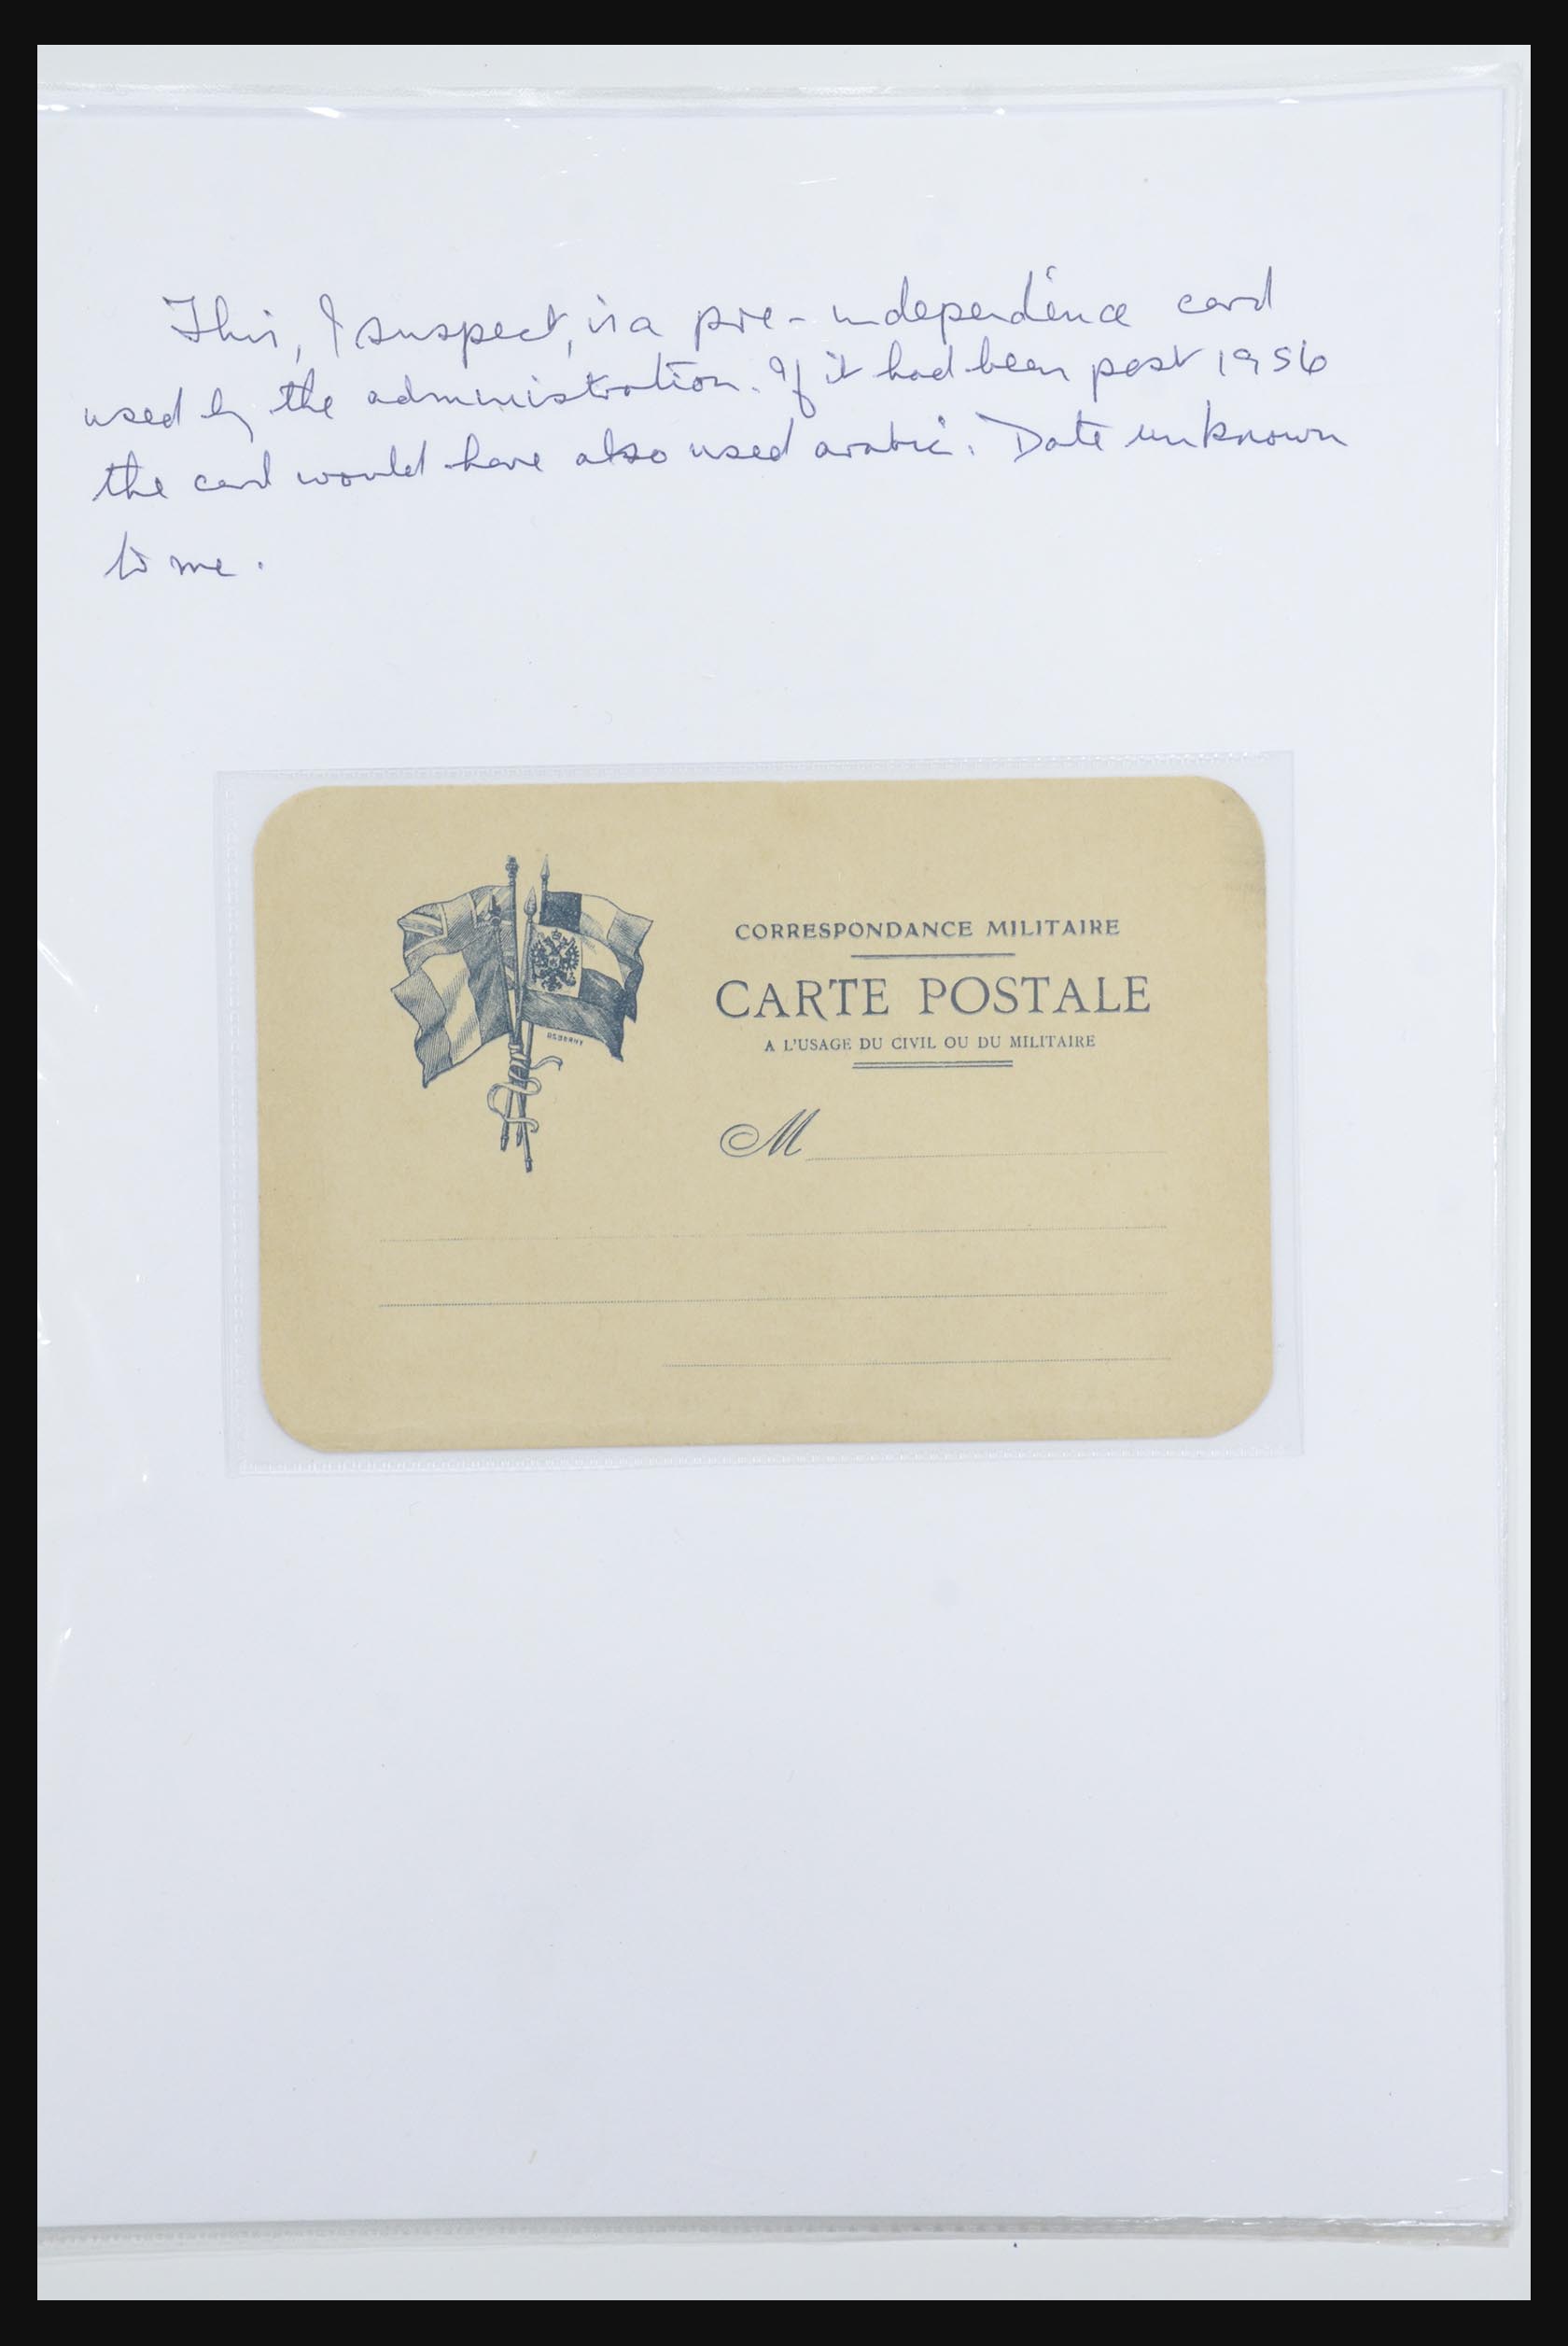 This, I suspect, is a pre-independence card
used by the administration. If it had been post 1956
the card would have also used arabic. Date unknown
to me.
CORRESPONDANCE MILITAIRE
CARTE POSTALE
A L'USAGE DU CIVIL OU DU MILITAIRE
M